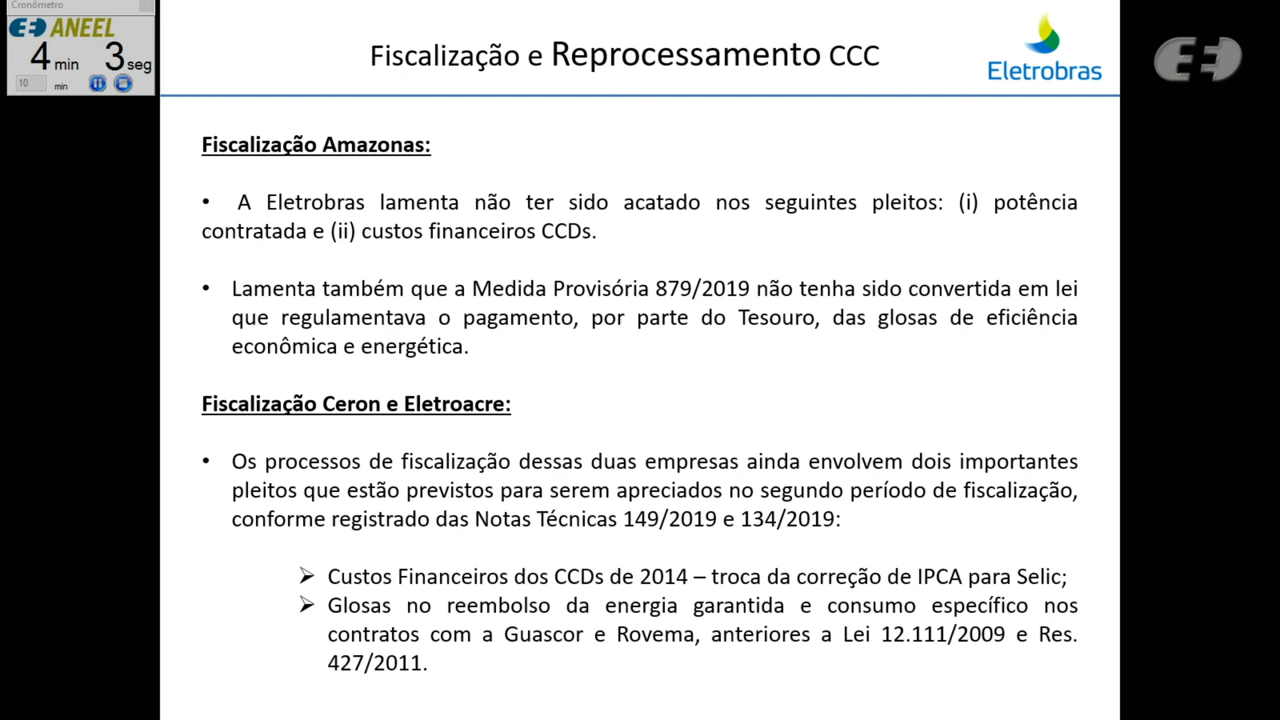 Cronômetro
ANEEL
4 min 3 seg
10 min
Fiscalização e Reprocessamento CCC
Eletrobras
Fiscalização Amazonas:
• A Eletrobras lamenta não ter sido acatado nos seguintes pleitos: (i) potência
contratada e (ii) custos financeiros CCDs.
• Lamenta também que a Medida Provisória 879/2019 não tenha sido convertida em lei
que regulamentava o pagamento, por parte do Tesouro, das glosas de eficiência
econômica e energética.
Fiscalização Ceron e Eletroacre:
• Os processos de fiscalização dessas duas empresas ainda envolvem dois importantes
pleitos que estão previstos para serem apreciados no segundo período de fiscalização,
conforme registrado das Notas Técnicas 149/2019 e 134/2019:
➢ Custos Financeiros dos CCDs de 2014 – troca da correção de IPCA para Selic;
➢ Glosas no reembolso da energia garantida e consumo específico nos
contratos com a Guascor e Rovema, anteriores a Lei 12.111/2009 e Res.
427/2011.